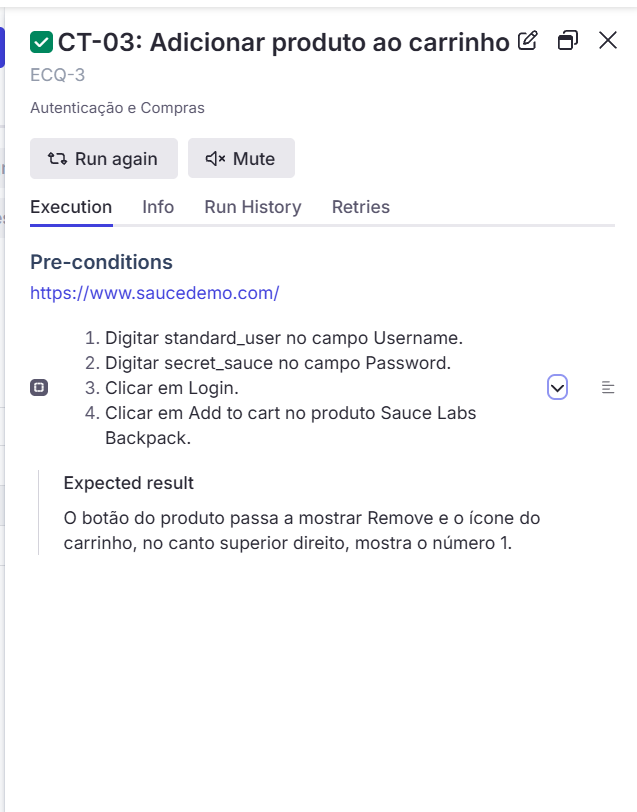 CT-03: Adicionar produto ao carrinho
ECQ-3
Autenticação e Compras
Run again
Mute
Execution
Info
Run History
Retries
Pre-conditions
https://www.saucedemo.com/
1. Digitar standard_user no campo Username.
2. Digitar secret_sauce no campo Password.
3. Clicar em Login.
4. Clicar em Add to cart no produto Sauce Labs
Backpack.
Expected result
O botão do produto passa a mostrar Remove e o ícone do
carrinho, no canto superior direito, mostra o número 1.